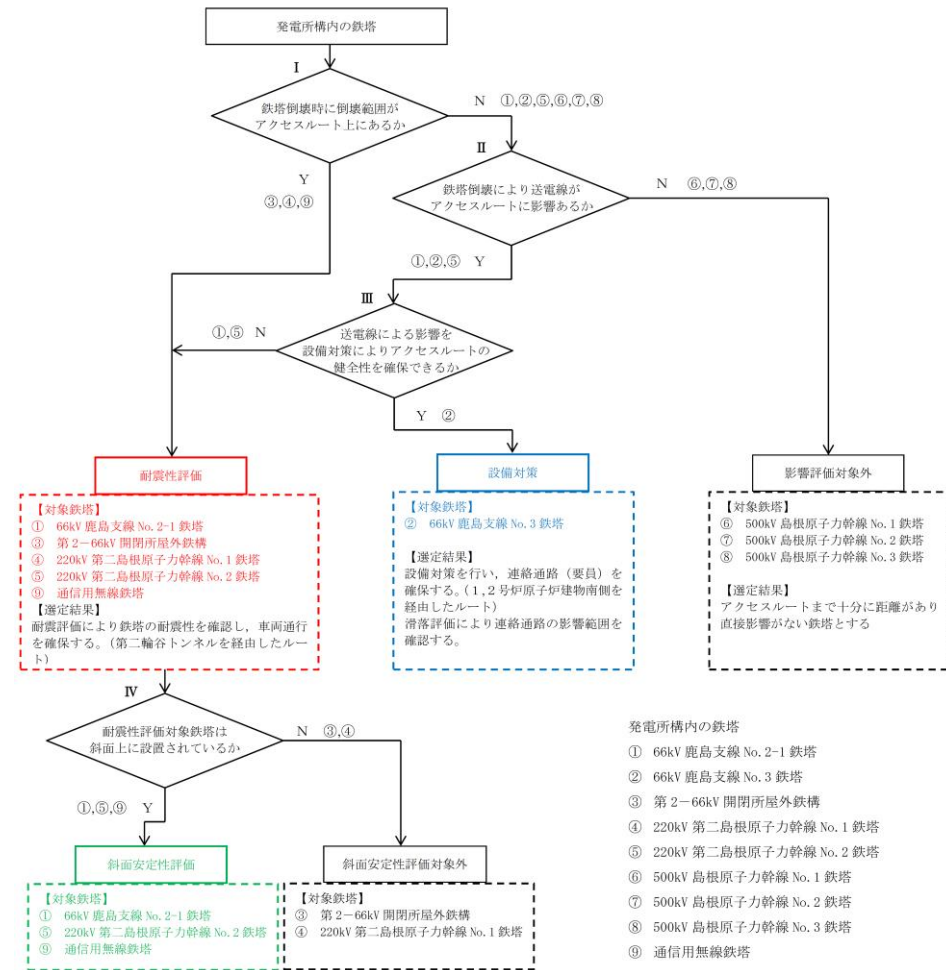 発電所構内の鉄塔
Ⅰ
鉄塔倒壊時に倒壊範囲が
アクセスルート上にあるか
N ①,②,⑤,⑥,⑦,⑧
Y
③,④,⑨
Ⅱ
鉄塔倒壊により送電線が
アクセスルートに影響あるか
N ⑥,⑦,⑧
①,②,⑤ Y
Ⅲ
送電線による影響を
設備対策によりアクセスルートの
健全性を確保できるか
①,⑤ N
Y ②
耐震性評価
【対象鉄塔】
① 66kV 鹿島支線 No.2-1 鉄塔
③ 第2-66kV 開閉所屋外鉄構
④ 220kV 第二島根原子力幹線 No.1 鉄塔
⑤ 220kV 第二島根原子力幹線 No.2 鉄塔
⑨ 通信用無線鉄塔
【選定結果】
耐震評価により鉄塔の耐震性を確認し,車両通行
を確保する。(第二輪谷トンネルを経由したルー
ト)
設備対策
【対象鉄塔】
② 66kV 鹿島支線 No.3 鉄塔
【選定結果】
設備対策を行い,連絡通路(要員)を
確保する。(1,2号炉原子炉建物南側を
経由したルート)
滑落評価により連絡通路の影響範囲を
確認する。
影響評価対象外
【対象鉄塔】
⑥ 500kV 島根原子力幹線 No.1 鉄塔
⑦ 500kV 島根原子力幹線 No.2 鉄塔
⑧ 500kV 島根原子力幹線 No.3 鉄塔
【選定結果】
アクセスルートまで十分に距離があり
直接影響がない鉄塔とする
Ⅳ
耐震性評価対象鉄塔は
斜面上に設置されているか
N ③,④
①,⑤,⑨ Y
斜面安定性評価
【対象鉄塔】
① 66kV 鹿島支線 No.2-1 鉄塔
⑤ 220kV 第二島根原子力幹線 No.2 鉄塔
⑨ 通信用無線鉄塔
斜面安定性評価対象外
【対象鉄塔】
③ 第2-66kV 開閉所屋外鉄構
④ 220kV 第二島根原子力幹線 No.1 鉄塔
発電所構内の鉄塔
① 66kV 鹿島支線 No.2-1 鉄塔
② 66kV 鹿島支線 No.3 鉄塔
③ 第2-66kV 開閉所屋外鉄構
④ 220kV 第二島根原子力幹線 No.1 鉄塔
⑤ 220kV 第二島根原子力幹線 No.2 鉄塔
⑥ 500kV 島根原子力幹線 No.1 鉄塔
⑦ 500kV 島根原子力幹線 No.2 鉄塔
⑧ 500kV 島根原子力幹線 No.3 鉄塔
⑨ 通信用無線鉄塔